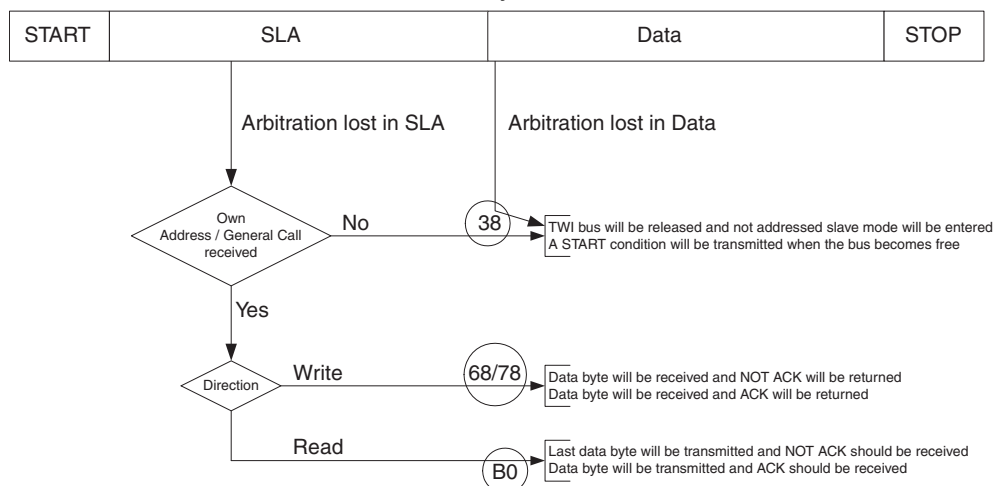 START SLA Data STOP
Arbitration lost in SLA Arbitration lost in Data
Own
Address / General Call
received
No
38
TWI bus will be released and not addressed slave mode will be entered
A START condition will be transmitted when the bus becomes free
Yes
Direction
Write
68/78
Data byte will be received and NOT ACK will be returned
Data byte will be received and ACK will be returned
Read
B0
Last data byte will be transmitted and NOT ACK should be received
Data byte will be transmitted and ACK should be received